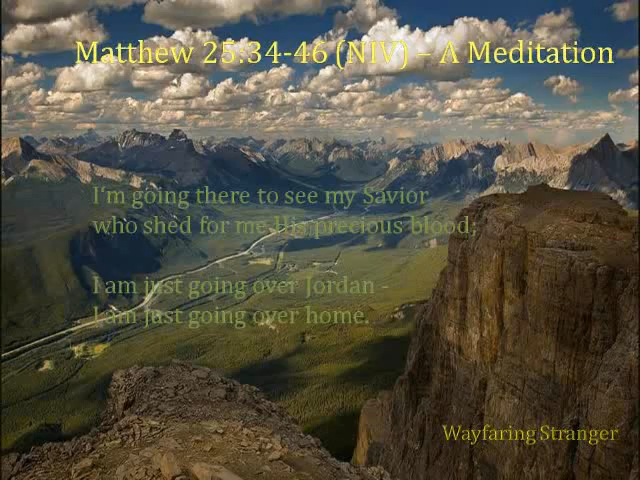 Matthew 25:34-46 (NIV) – A Meditation
I'm going there to see my Savior
who shed for me His precious blood;
I am just going over Jordan -
I am just going over home.
Wayfaring Stranger